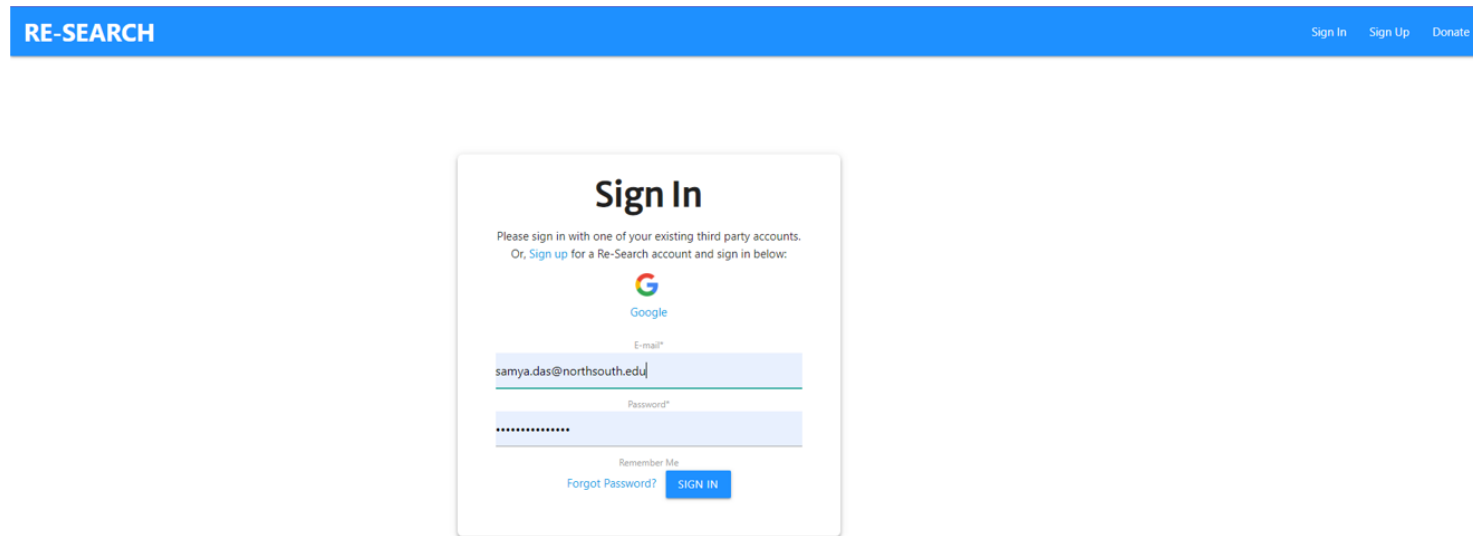 RE-SEARCH
Sign In Sign Up Donate
Sign In
Please sign in with one of your existing third party accounts.
Or, Sign up for a Re-Search account and sign in below:
Google
E-mail*
samya.das@northsouth.edu
Password*
•••••••••••••••
Remember Me
Forgot Password? SIGN IN